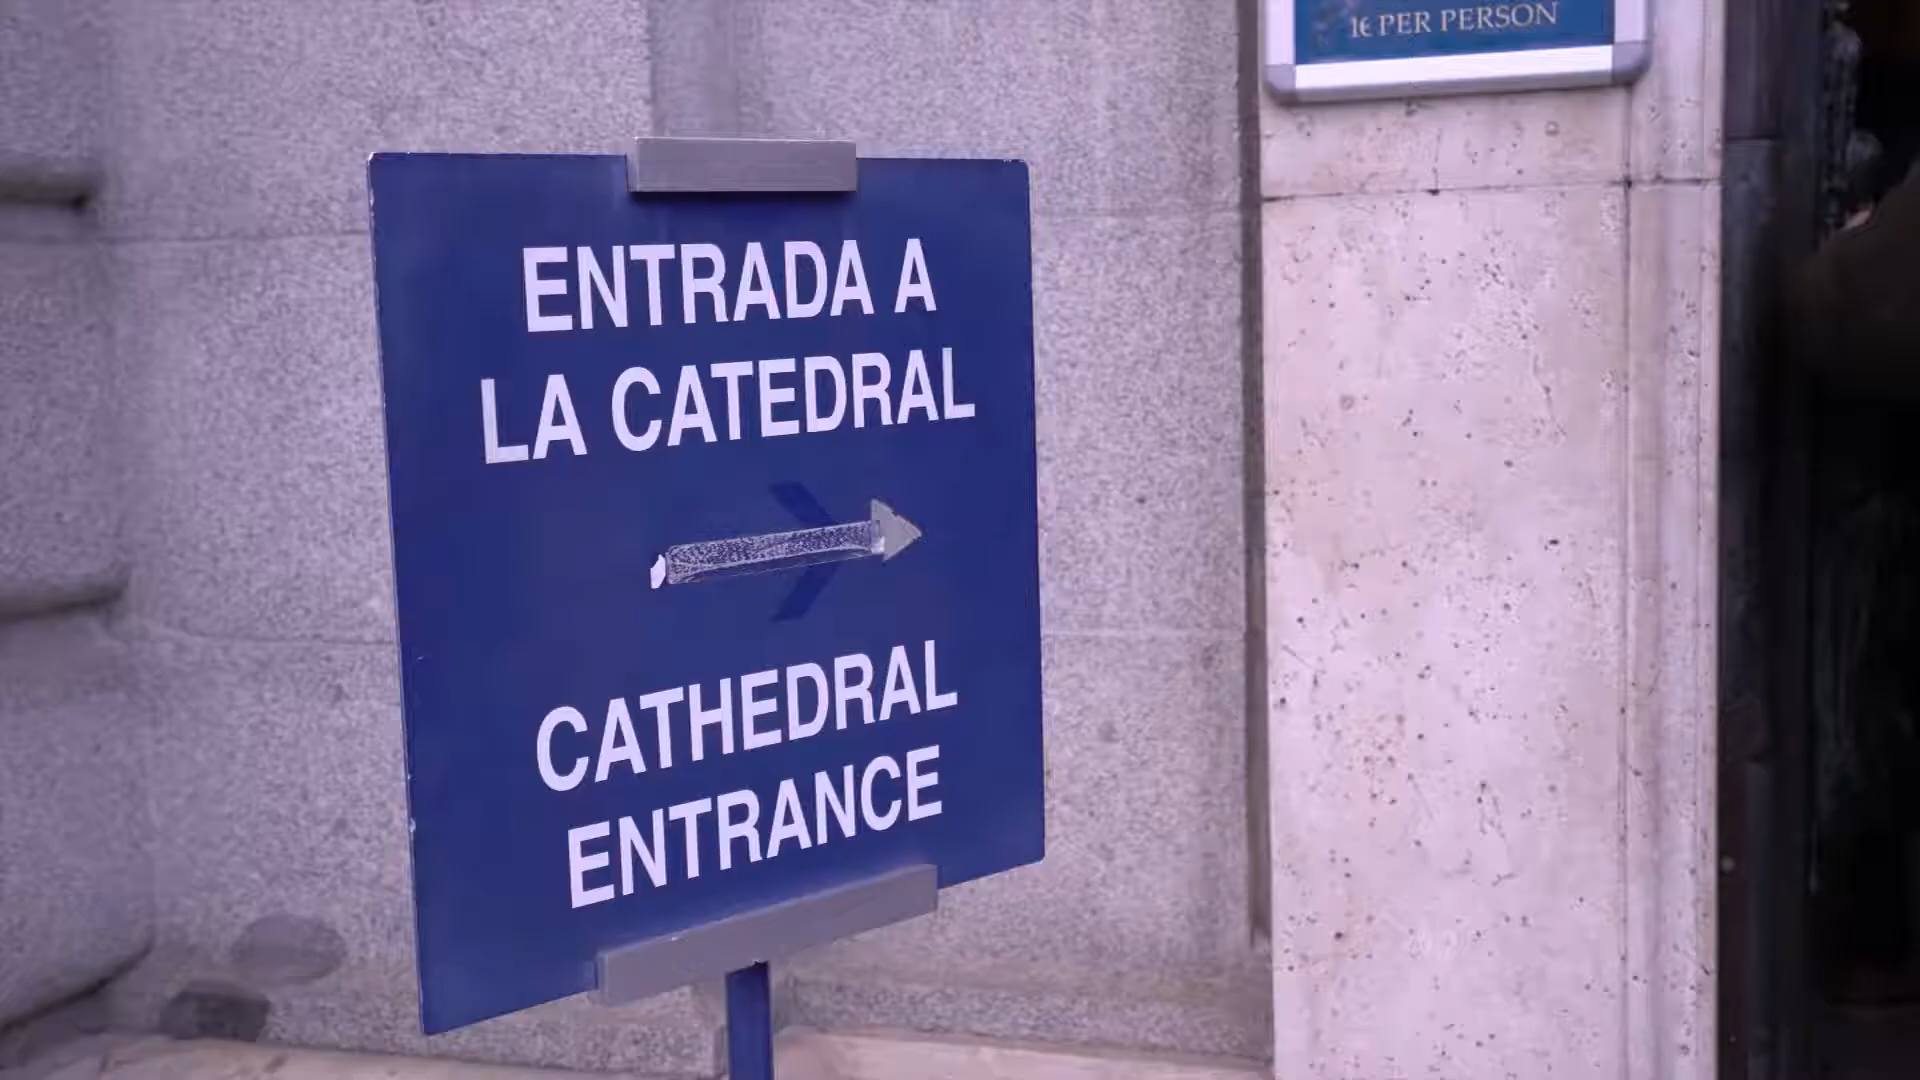 1€ PER PERSON
ENTRADA A
LA CATEDRAL
CATHEDRAL
ENTRANCE